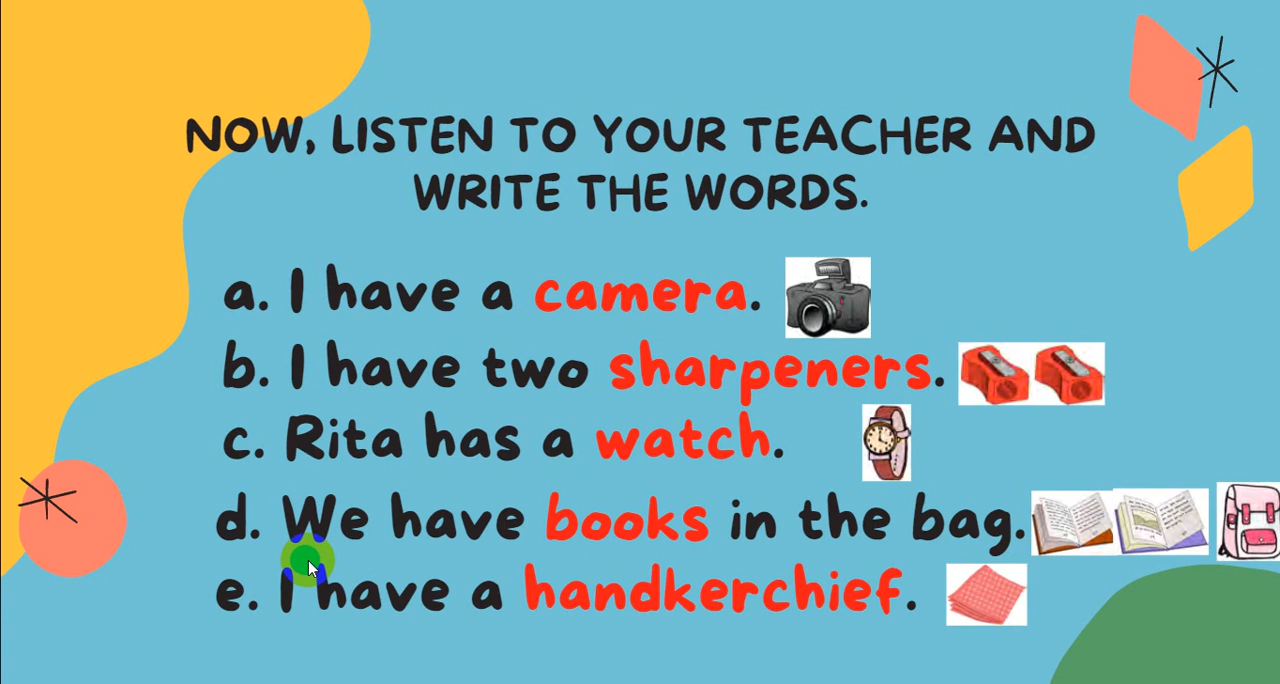 NOW, LISTEN TO YOUR TEACHER AND
WRITE THE WORDS.
a. I have a camera.
b. I have two sharpeners.
c. Rita has a watch.
d. We have books in the bag.
e. I have a handkerchief.